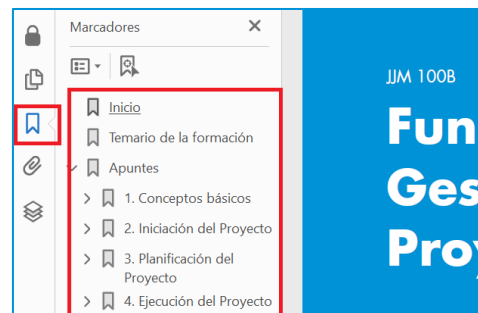 Marcadores
Inicio
Temario de la formación
Apuntes
1. Conceptos básicos
2. Iniciación del Proyecto
3. Planificación del
Proyecto
4. Ejecución del Proyecto
JJM 100B
Fun
Ges
Proy